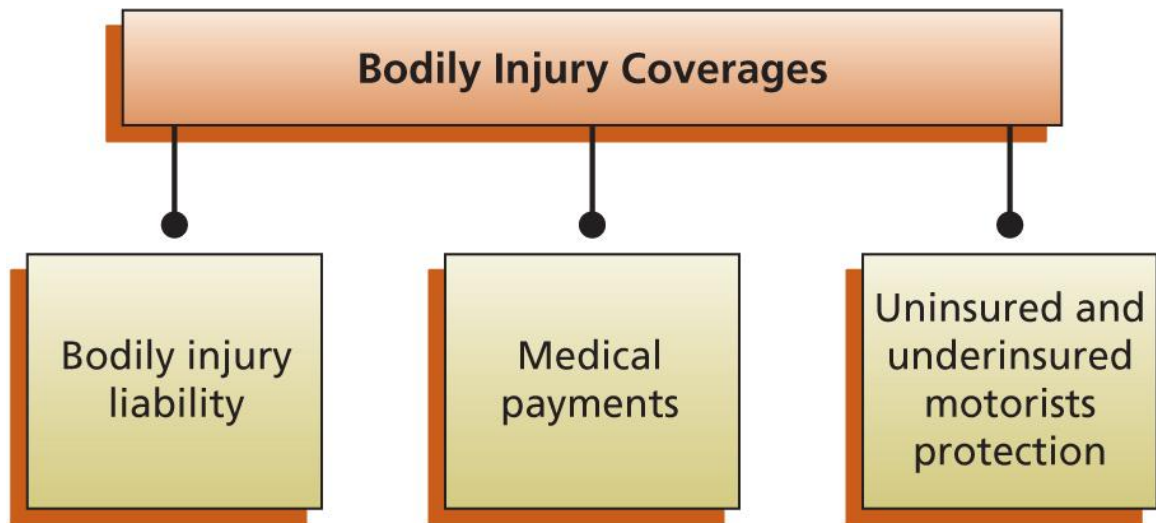 Bodily Injury Coverages
Bodily injury
liability
Medical
payments
Uninsured and
underinsured
motorists
protection